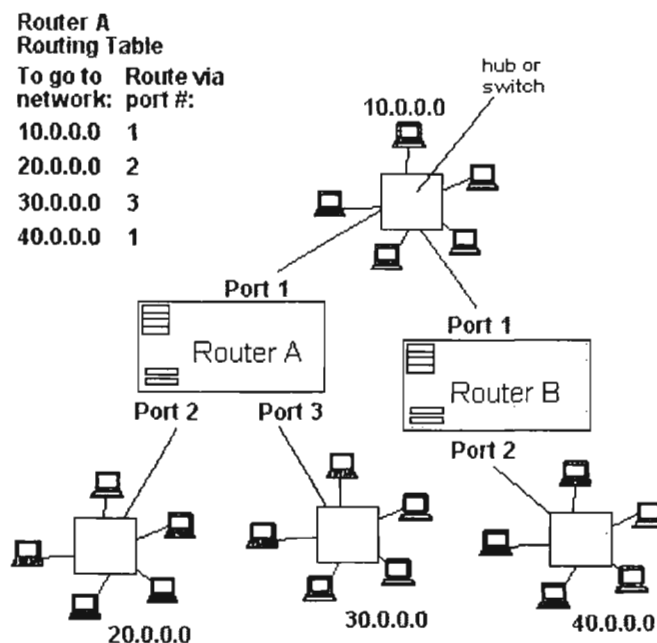 Router A
Routing Table
To go to network: Route via port #:
10.0.0.0 1
20.0.0.0 2
30.0.0.0 3
40.0.0.0 1
hub or
switch
10.0.0.0
Port 1
Router A
Port 2 Port 3
Port 1
Router B
Port 2
20.0.0.0
30.0.0.0
40.0.0.0